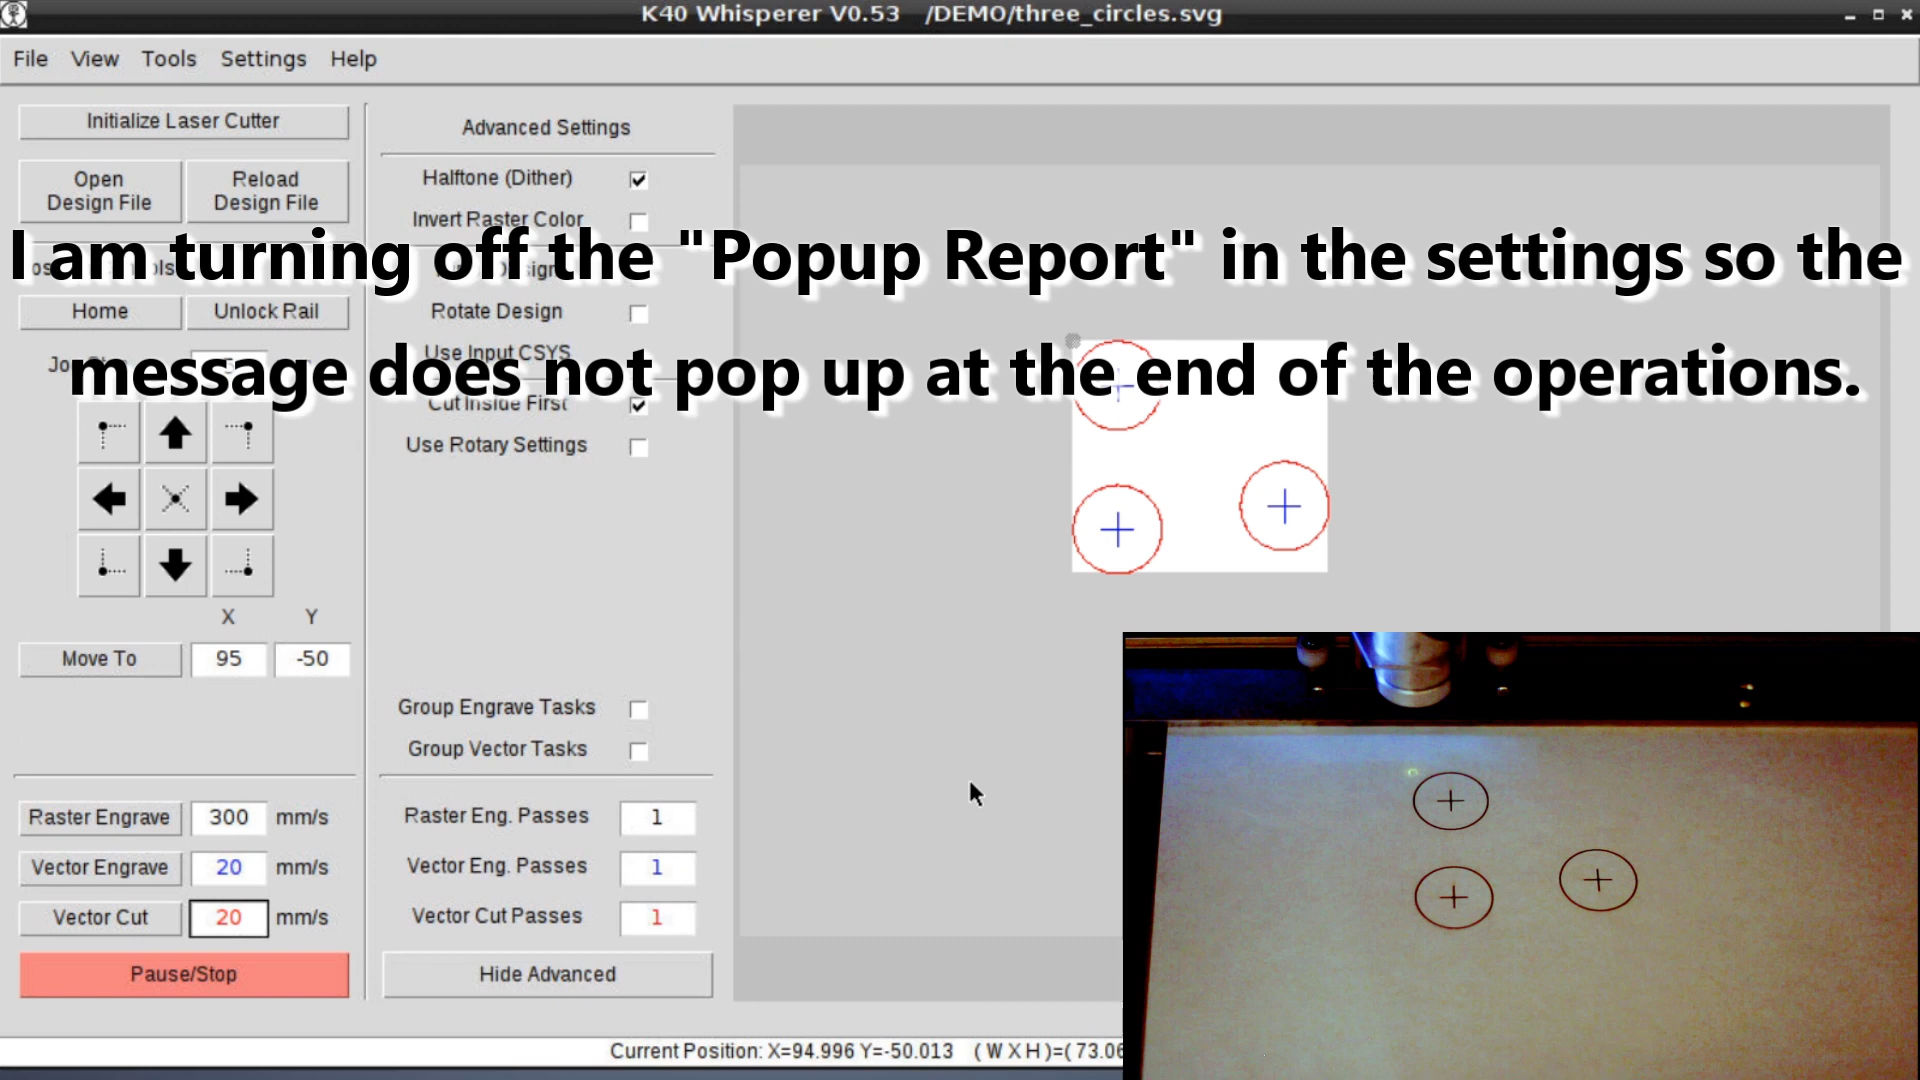 K40 Whisperer V0.53 /DEMO/three_circles.svg
File View Tools Settings Help
Initialize Laser Cutter
Open
Design File
Reload
Design File
Home
Unlock Rail
X Y
Move To 95 -50
Raster Engrave 300 mm/s
Vector Engrave 20 mm/s
Vector Cut 20 mm/s
Pause/Stop
Advanced Settings
Halftone (Dither)
Invert Raster Color
I am turning off the "Popup Report" in the settings so the
Rotate Design
Use Input CSYS
message does not pop up at the end of the operations.
Cut Inside First
Use Rotary Settings
Group Engrave Tasks
Group Vector Tasks
Raster Eng. Passes 1
Vector Eng. Passes 1
Vector Cut Passes 1
Hide Advanced
Current Position: X=94.996 Y=-50.013 ( W X H )=( 73.06